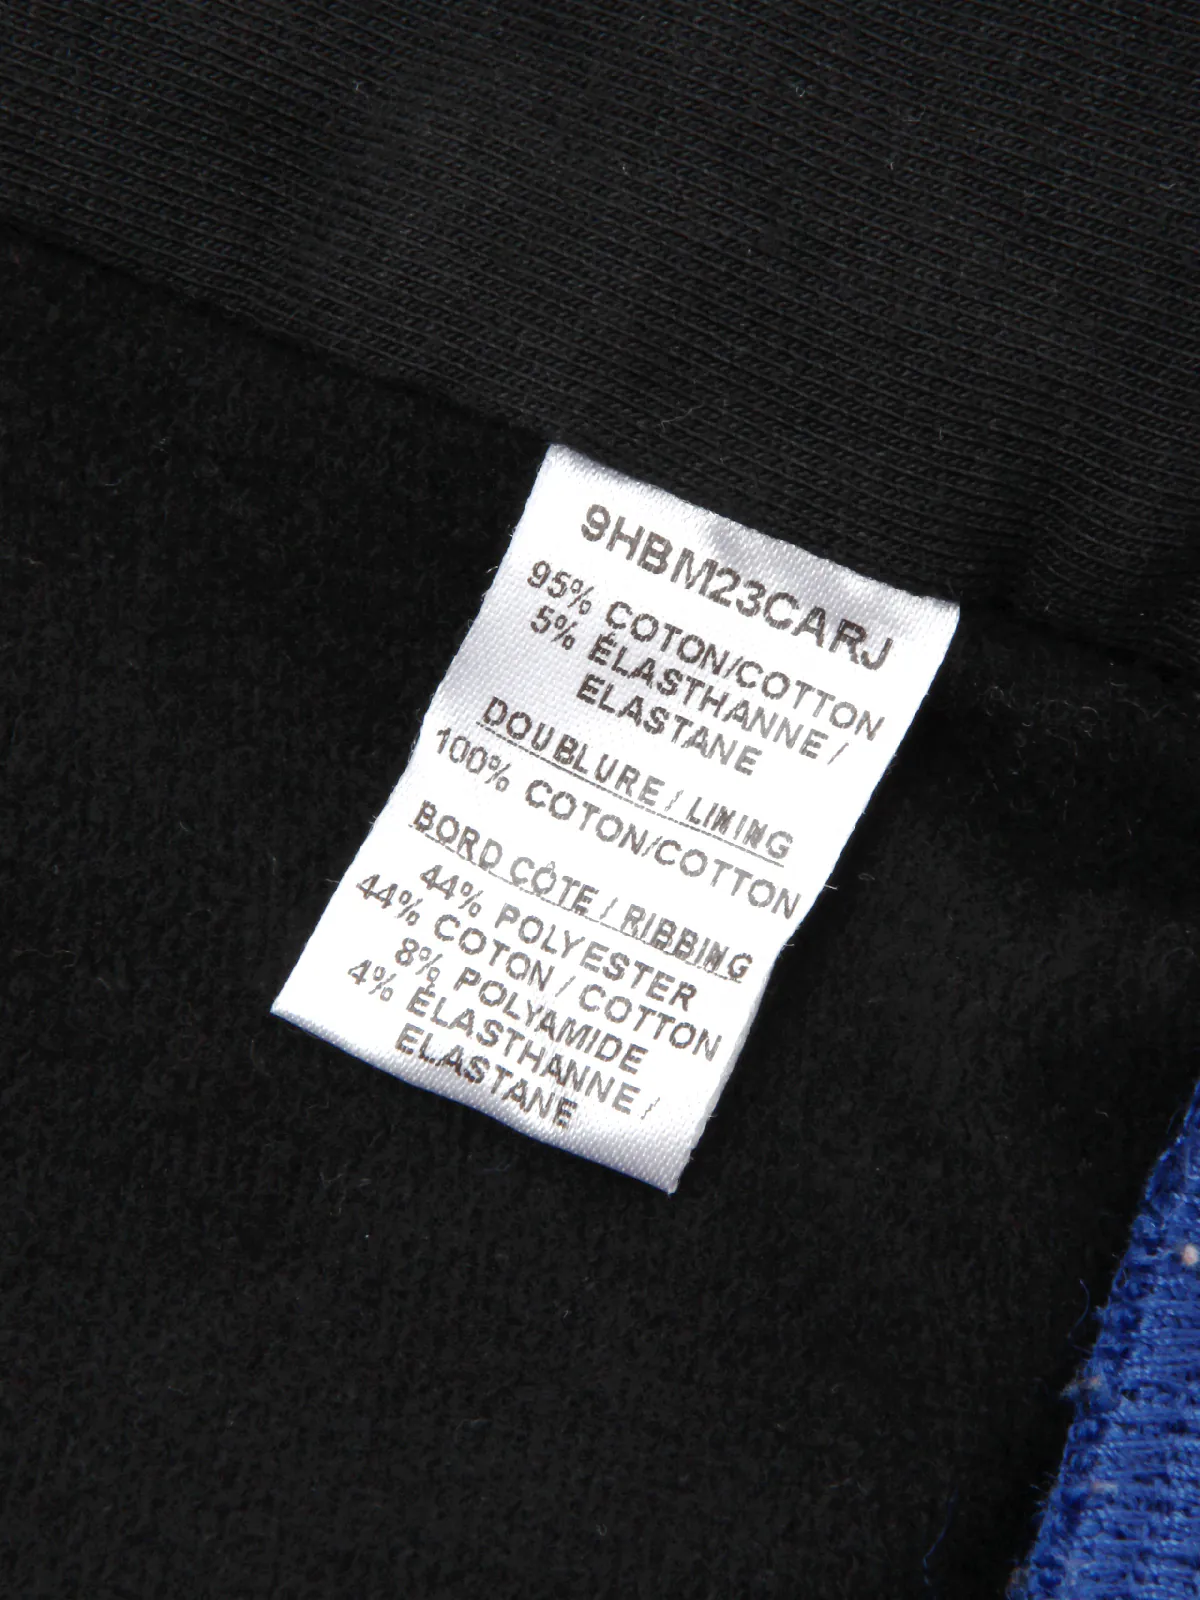 9HBM23CARJ
95% COTON/COTTON
5% ÉLASTHANNE /
ELASTANE
DOUBLURE / LINING
100% COTON/COTTON
BORD CÔTE / RIBBING
44% POLYESTER
44% COTON / COTTON
8% POLYAMIDE
4% ÉLASTHANNE /
ELASTANE